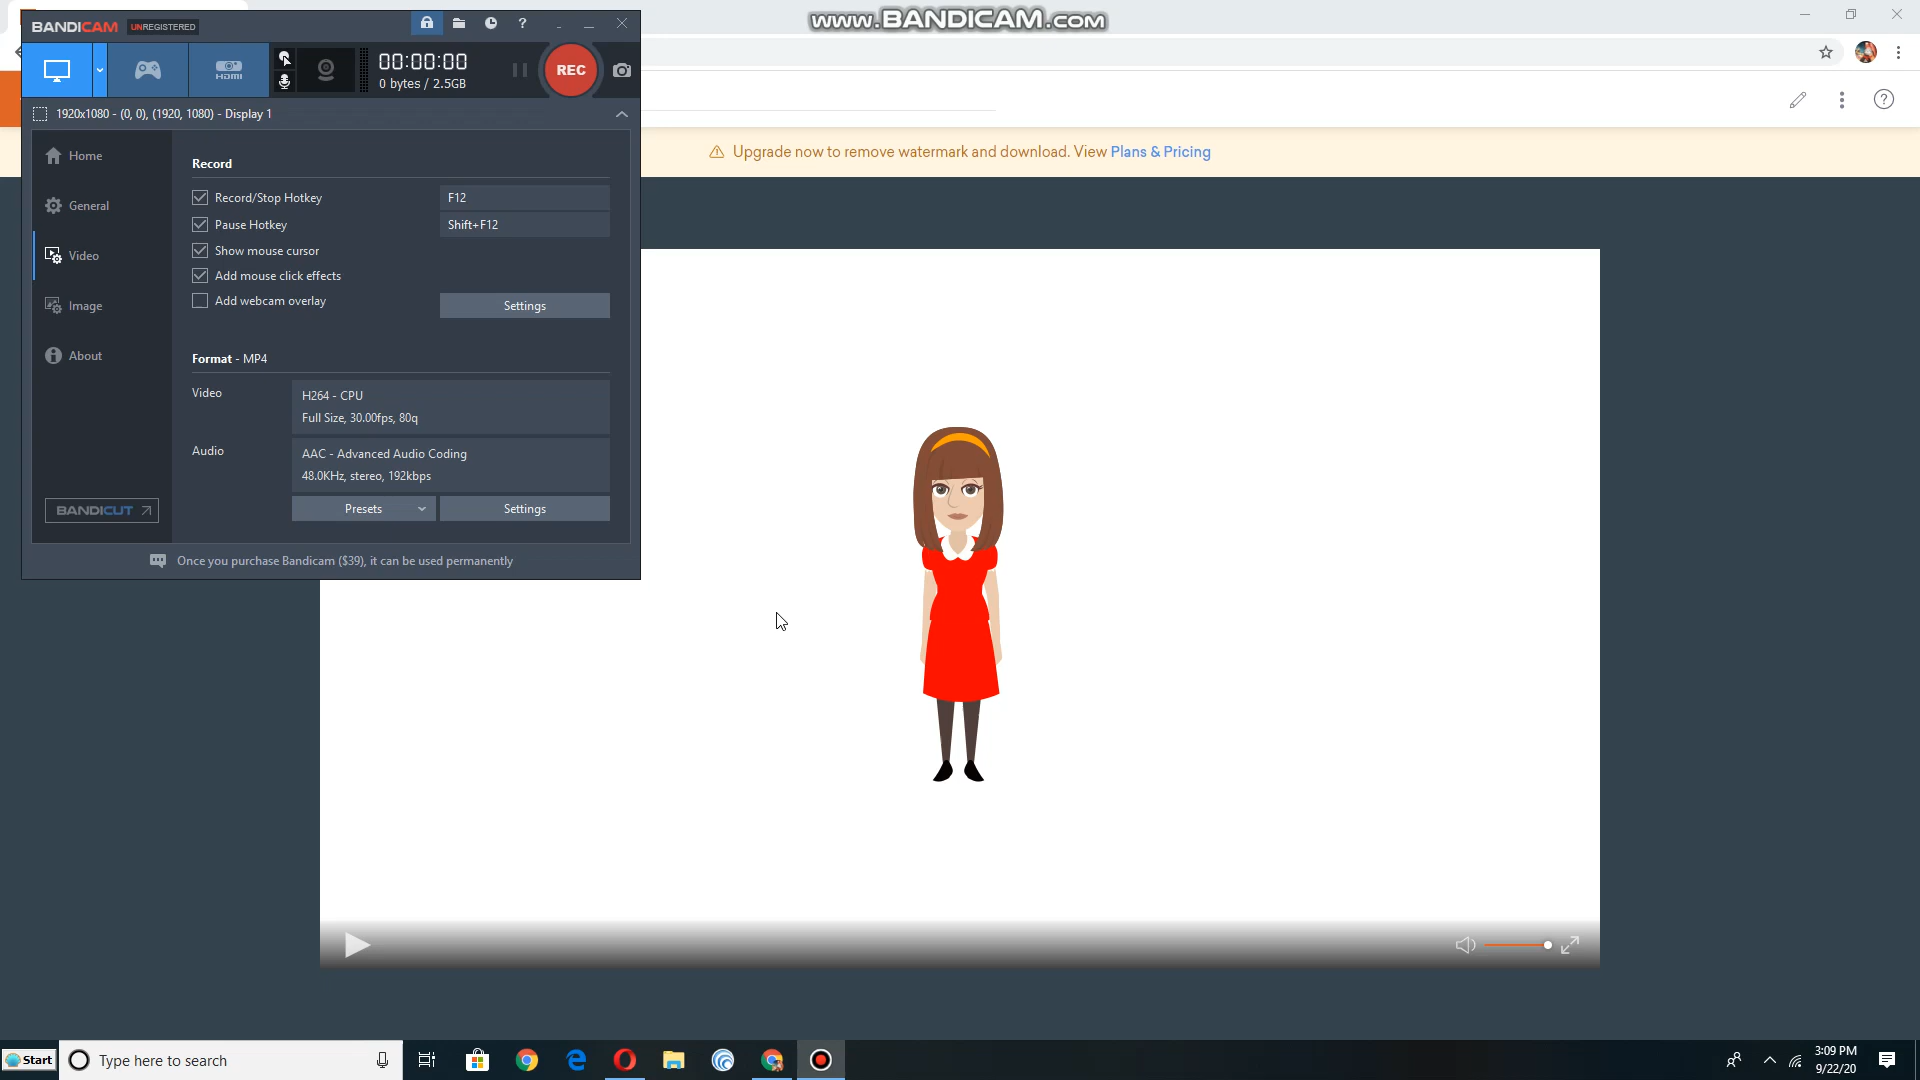 BANDICAM UNREGISTERED
www.BANDICAM.com
HDMI
00:00:00
0 bytes / 2.5GB
REC
1920x1080 - (0, 0), (1920, 1080) - Display 1
Home
General
Video
Image
About
BANDICUT
Record
Record/Stop Hotkey F12
Pause Hotkey Shift+F12
Show mouse cursor
Add mouse click effects
Add webcam overlay
Settings
Format - MP4
Video
H264 - CPU
Full Size, 30.00fps, 80q
Audio
AAC - Advanced Audio Coding
48.0KHz, stereo, 192kbps
Presets
Settings
Once you purchase Bandicam ($39), it can be used permanently
Upgrade now to remove watermark and download. View Plans & Pricing
Start
Type here to search
3:09 PM
9/22/20